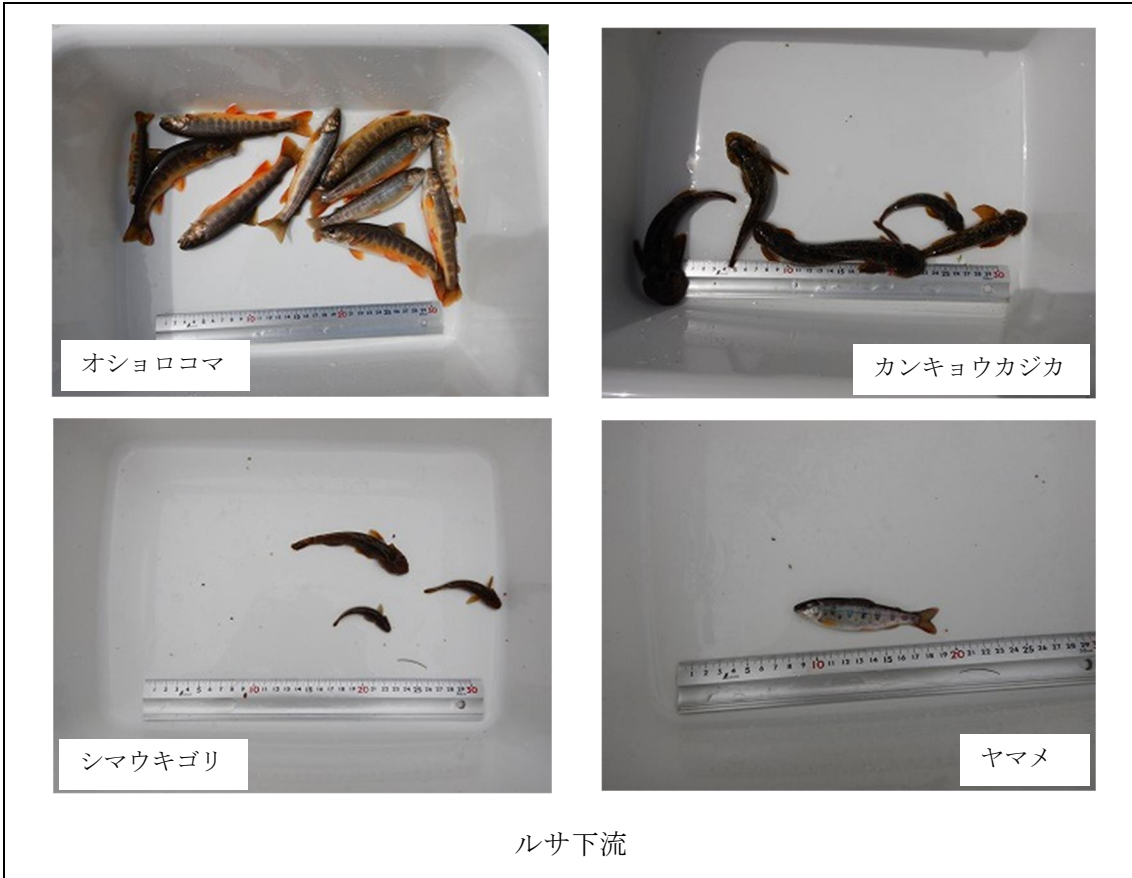 オショロコマ
カンキョウカジカ
シマウキゴリ
ヤマメ
ルサ下流